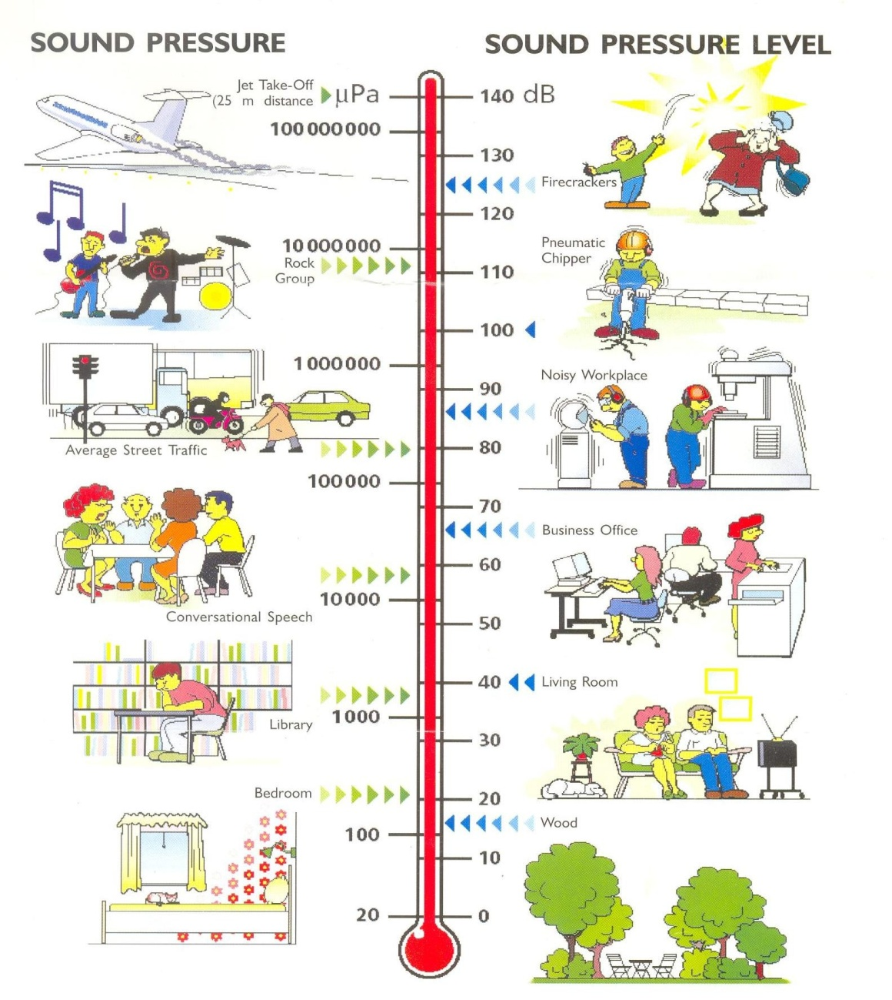 SOUND PRESSURE
SOUND PRESSURE LEVEL
Jet Take-Off
(25 m distance
µPa
140 dB
100 000 000
130
Firecrackers
120
10 000 000
Rock
Group
Pneumatic
Chipper
110
100
1 000 000
Noisy Workplace
90
Average Street Traffic
80
100 000
70
Business Office
60
10 000
Conversational Speech
50
40
Living Room
Library
1000
30
Bedroom
20
Wood
100
10
20
0